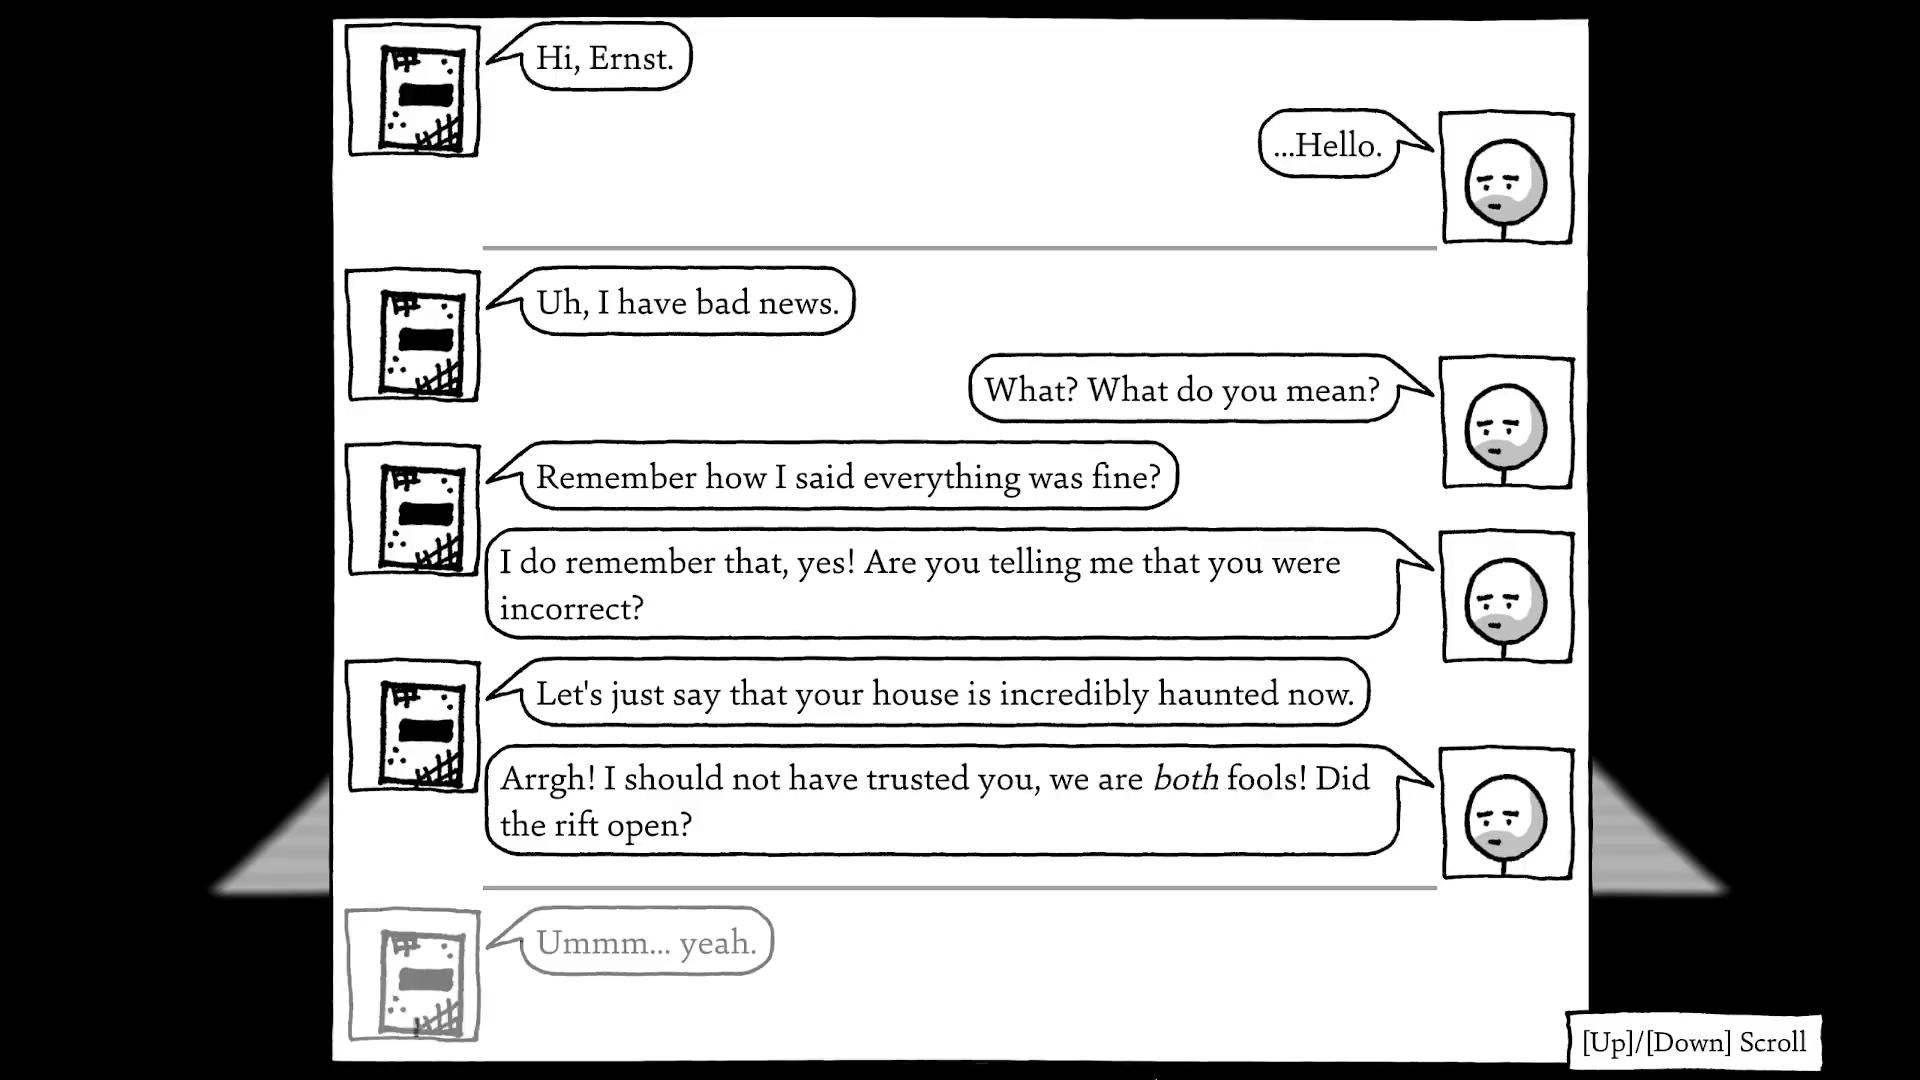 Hi, Ernst.
...Hello.
Uh, I have bad news.
What? What do you mean?
Remember how I said everything was fine?
I do remember that, yes! Are you telling me that you were
incorrect?
Let's just say that your house is incredibly haunted now.
Arrgh! I should not have trusted you, we are both fools! Did
the rift open?
Ummm... yeah.
[Up]/[Down] Scroll